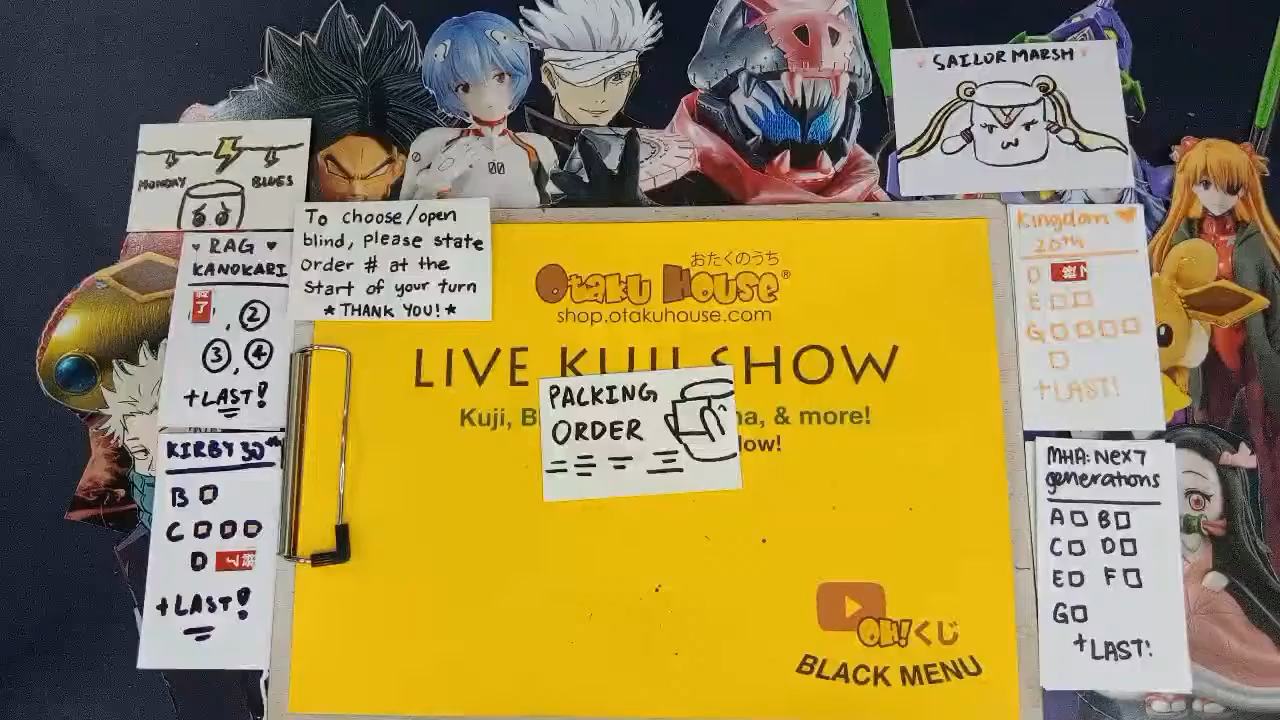 SAILOR MARSH
MONDAY BLUES
To choose/open
blind, please state
order # at the
start of your turn
★ THANK YOU! ★
♥ RAG ♥
KANOKARI
, ②
③, ④
+LAST!
KIRBY 30th
B □
C □ □ □
D
+LAST!
おたくのうち
Otaku House®
shop.otakuhouse.com
LIVE KUJI SHOW
Kuji, & more!
PACKING
ORDER
Oh!くじ
BLACK MENU
Kingdom ♥
20th
D
E □ □
G □ □ □ □
□
+LAST!
MHA: NEXT
generations
A □ B □
C □ D □
E □ F □
G □
+LAST!
00